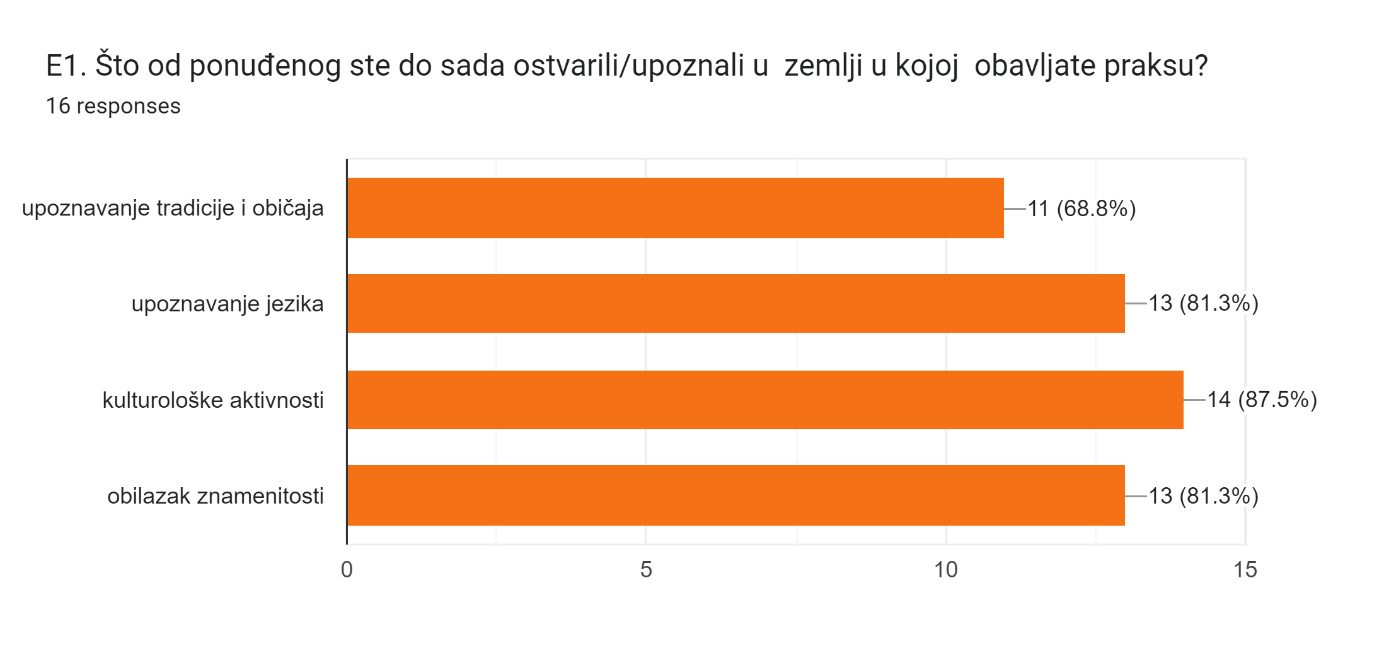 E1. Što od ponuđenog ste do sada ostvarili/upoznali u  zemlji u kojoj  obavljate praksu?
16 responses
upoznavanje tradicije i običaja
11 (68.8%)
upoznavanje jezika
13 (81.3%)
kulturološke aktivnosti
14 (87.5%)
obilazak znamenitosti
13 (81.3%)
0 5 10 15